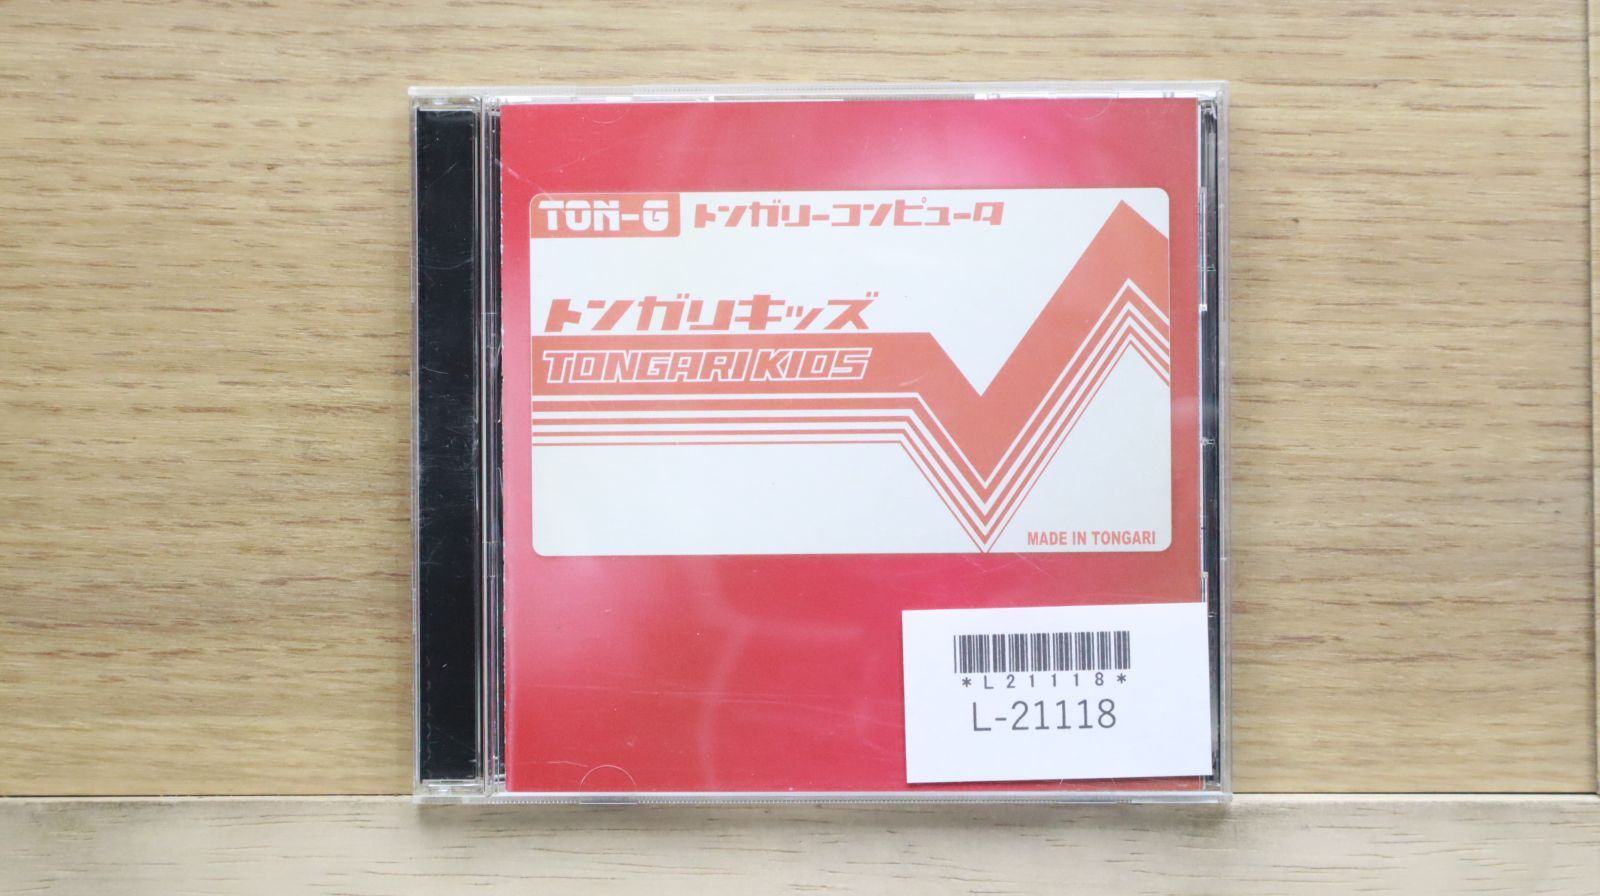 TON-G トンガリーコンピュータ
トンガリキッズ
TONGARI KIDS
MADE IN TONGARI
*L21118*
L-21118